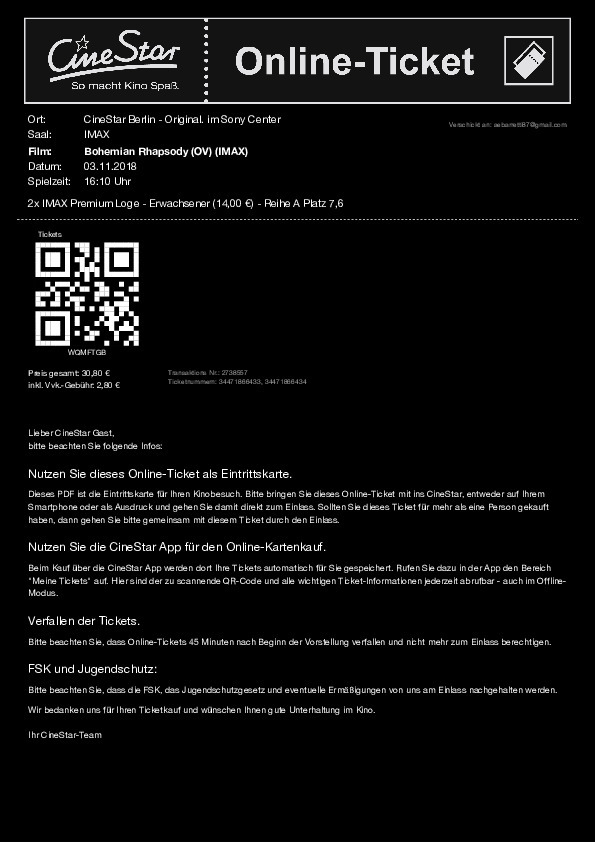 CineStar
So macht Kino Spaß.
Online-Ticket
Ort: CineStar Berlin - Original. im Sony Center
Verschickt an: aebarrett87@gmail.com
Saal: IMAX
Film: Bohemian Rhapsody (OV) (IMAX)
Datum: 03.11.2018
Spielzeit: 16:10 Uhr
2x IMAX Premium Loge - Erwachsener (14,00 €) - Reihe A Platz 7,6
Tickets
WQMFTGB
Preis gesamt: 30,80 €
inkl. Vvk.-Gebühr: 2,80 €
Transaktions Nr.: 2738557
Ticketnummern: 34471866433, 34471866434
Lieber CineStar Gast,
bitte beachten Sie folgende Infos:
Nutzen Sie dieses Online-Ticket als Eintrittskarte.
Dieses PDF ist die Eintrittskarte für Ihren Kinobesuch. Bitte bringen Sie dieses Online-Ticket mit ins CineStar, entweder auf Ihrem
Smartphone oder als Ausdruck und gehen Sie damit direkt zum Einlass. Sollten Sie dieses Ticket für mehr als eine Person gekauft
haben, dann gehen Sie bitte gemeinsam mit diesem Ticket durch den Einlass.
Nutzen Sie die CineStar App für den Online-Kartenkauf.
Beim Kauf über die CineStar App werden dort Ihre Tickets automatisch für Sie gespeichert. Rufen Sie dazu in der App den Bereich
"Meine Tickets" auf. Hier sind der zu scannende QR-Code und alle wichtigen Ticket-Informationen jederzeit abrufbar - auch im Offline-
Modus.
Verfallen der Tickets.
Bitte beachten Sie, dass Online-Tickets 45 Minuten nach Beginn der Vorstellung verfallen und nicht mehr zum Einlass berechtigen.
FSK und Jugendschutz:
Bitte beachten Sie, dass die FSK, das Jugendschutzgesetz und eventuelle Ermäßigungen von uns am Einlass nachgehalten werden.
Wir bedanken uns für Ihren Ticketkauf und wünschen Ihnen gute Unterhaltung im Kino.
Ihr CineStar-Team